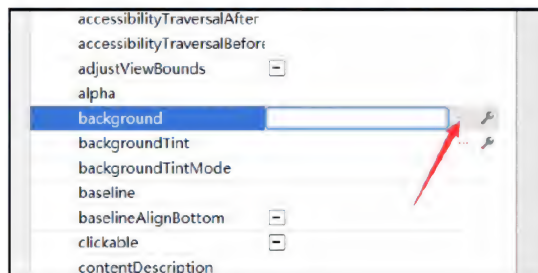 accessibilityTraversalAfter
accessibilityTraversalBefore
adjustViewBounds
alpha
background
backgroundTint
backgroundTintMode
baseline
baselineAlignBottom
clickable
contentDescription